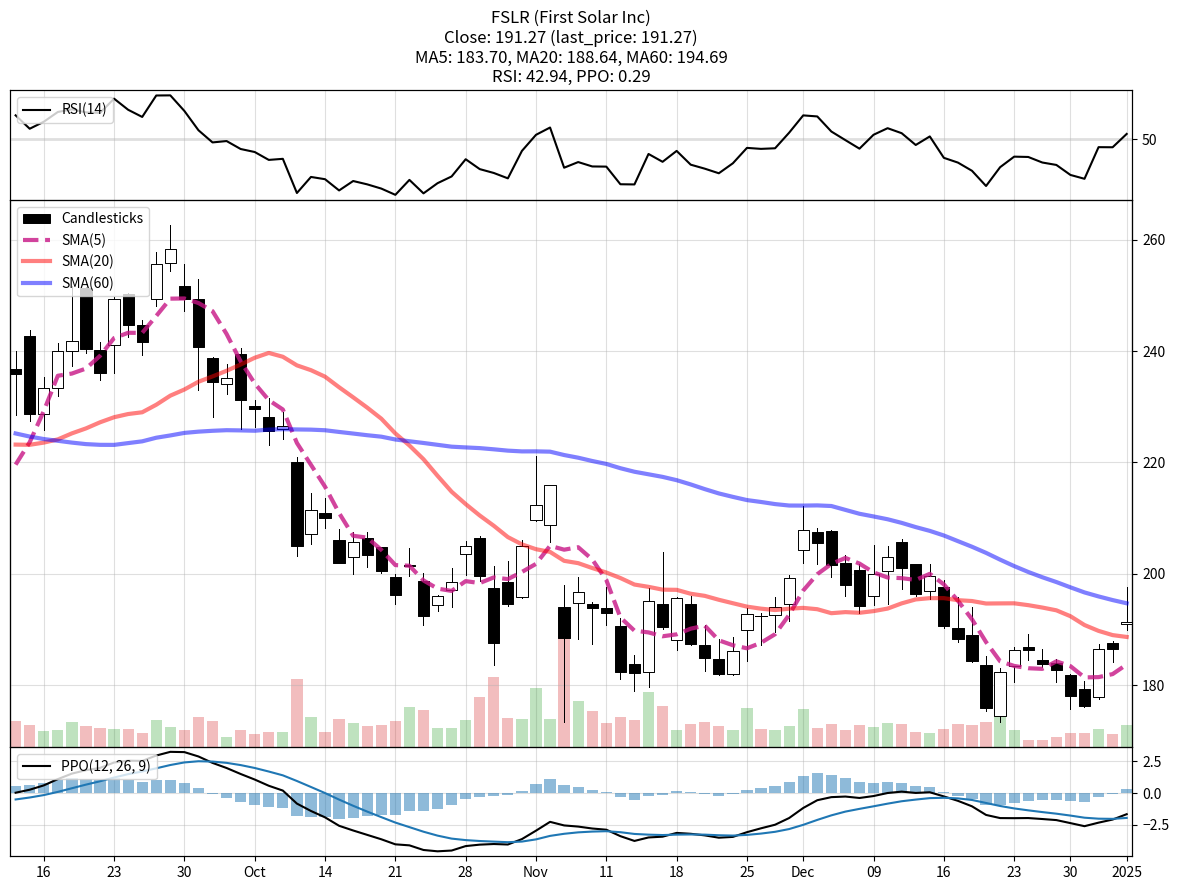 FSLR (First Solar Inc)
Close: 191.27 (last_price: 191.27)
MA5: 183.70, MA20: 188.64, MA60: 194.69
RSI: 42.94, PPO: 0.29
RSI(14)
50
Candlesticks
SMA(5)
SMA(20)
SMA(60)
260
240
220
200
180
PPO(12, 26, 9)
2.5
0.0
−2.5
16 23 30 Oct 14 21 28 Nov 11 18 25 Dec 09 16 23 30 2025